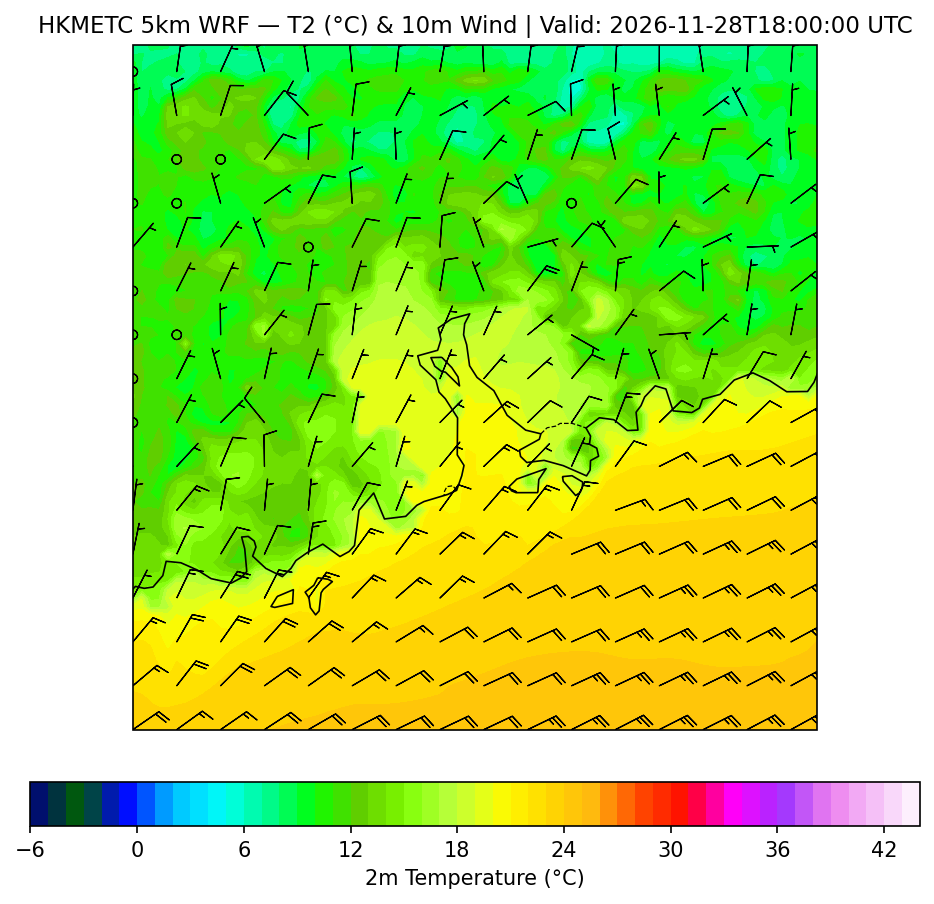 HKMETC 5km WRF — T2 (°C) & 10m Wind | Valid: 2026-11-28T18:00:00 UTC
−6 0 6 12 18 24 30 36 42
2m Temperature (°C)